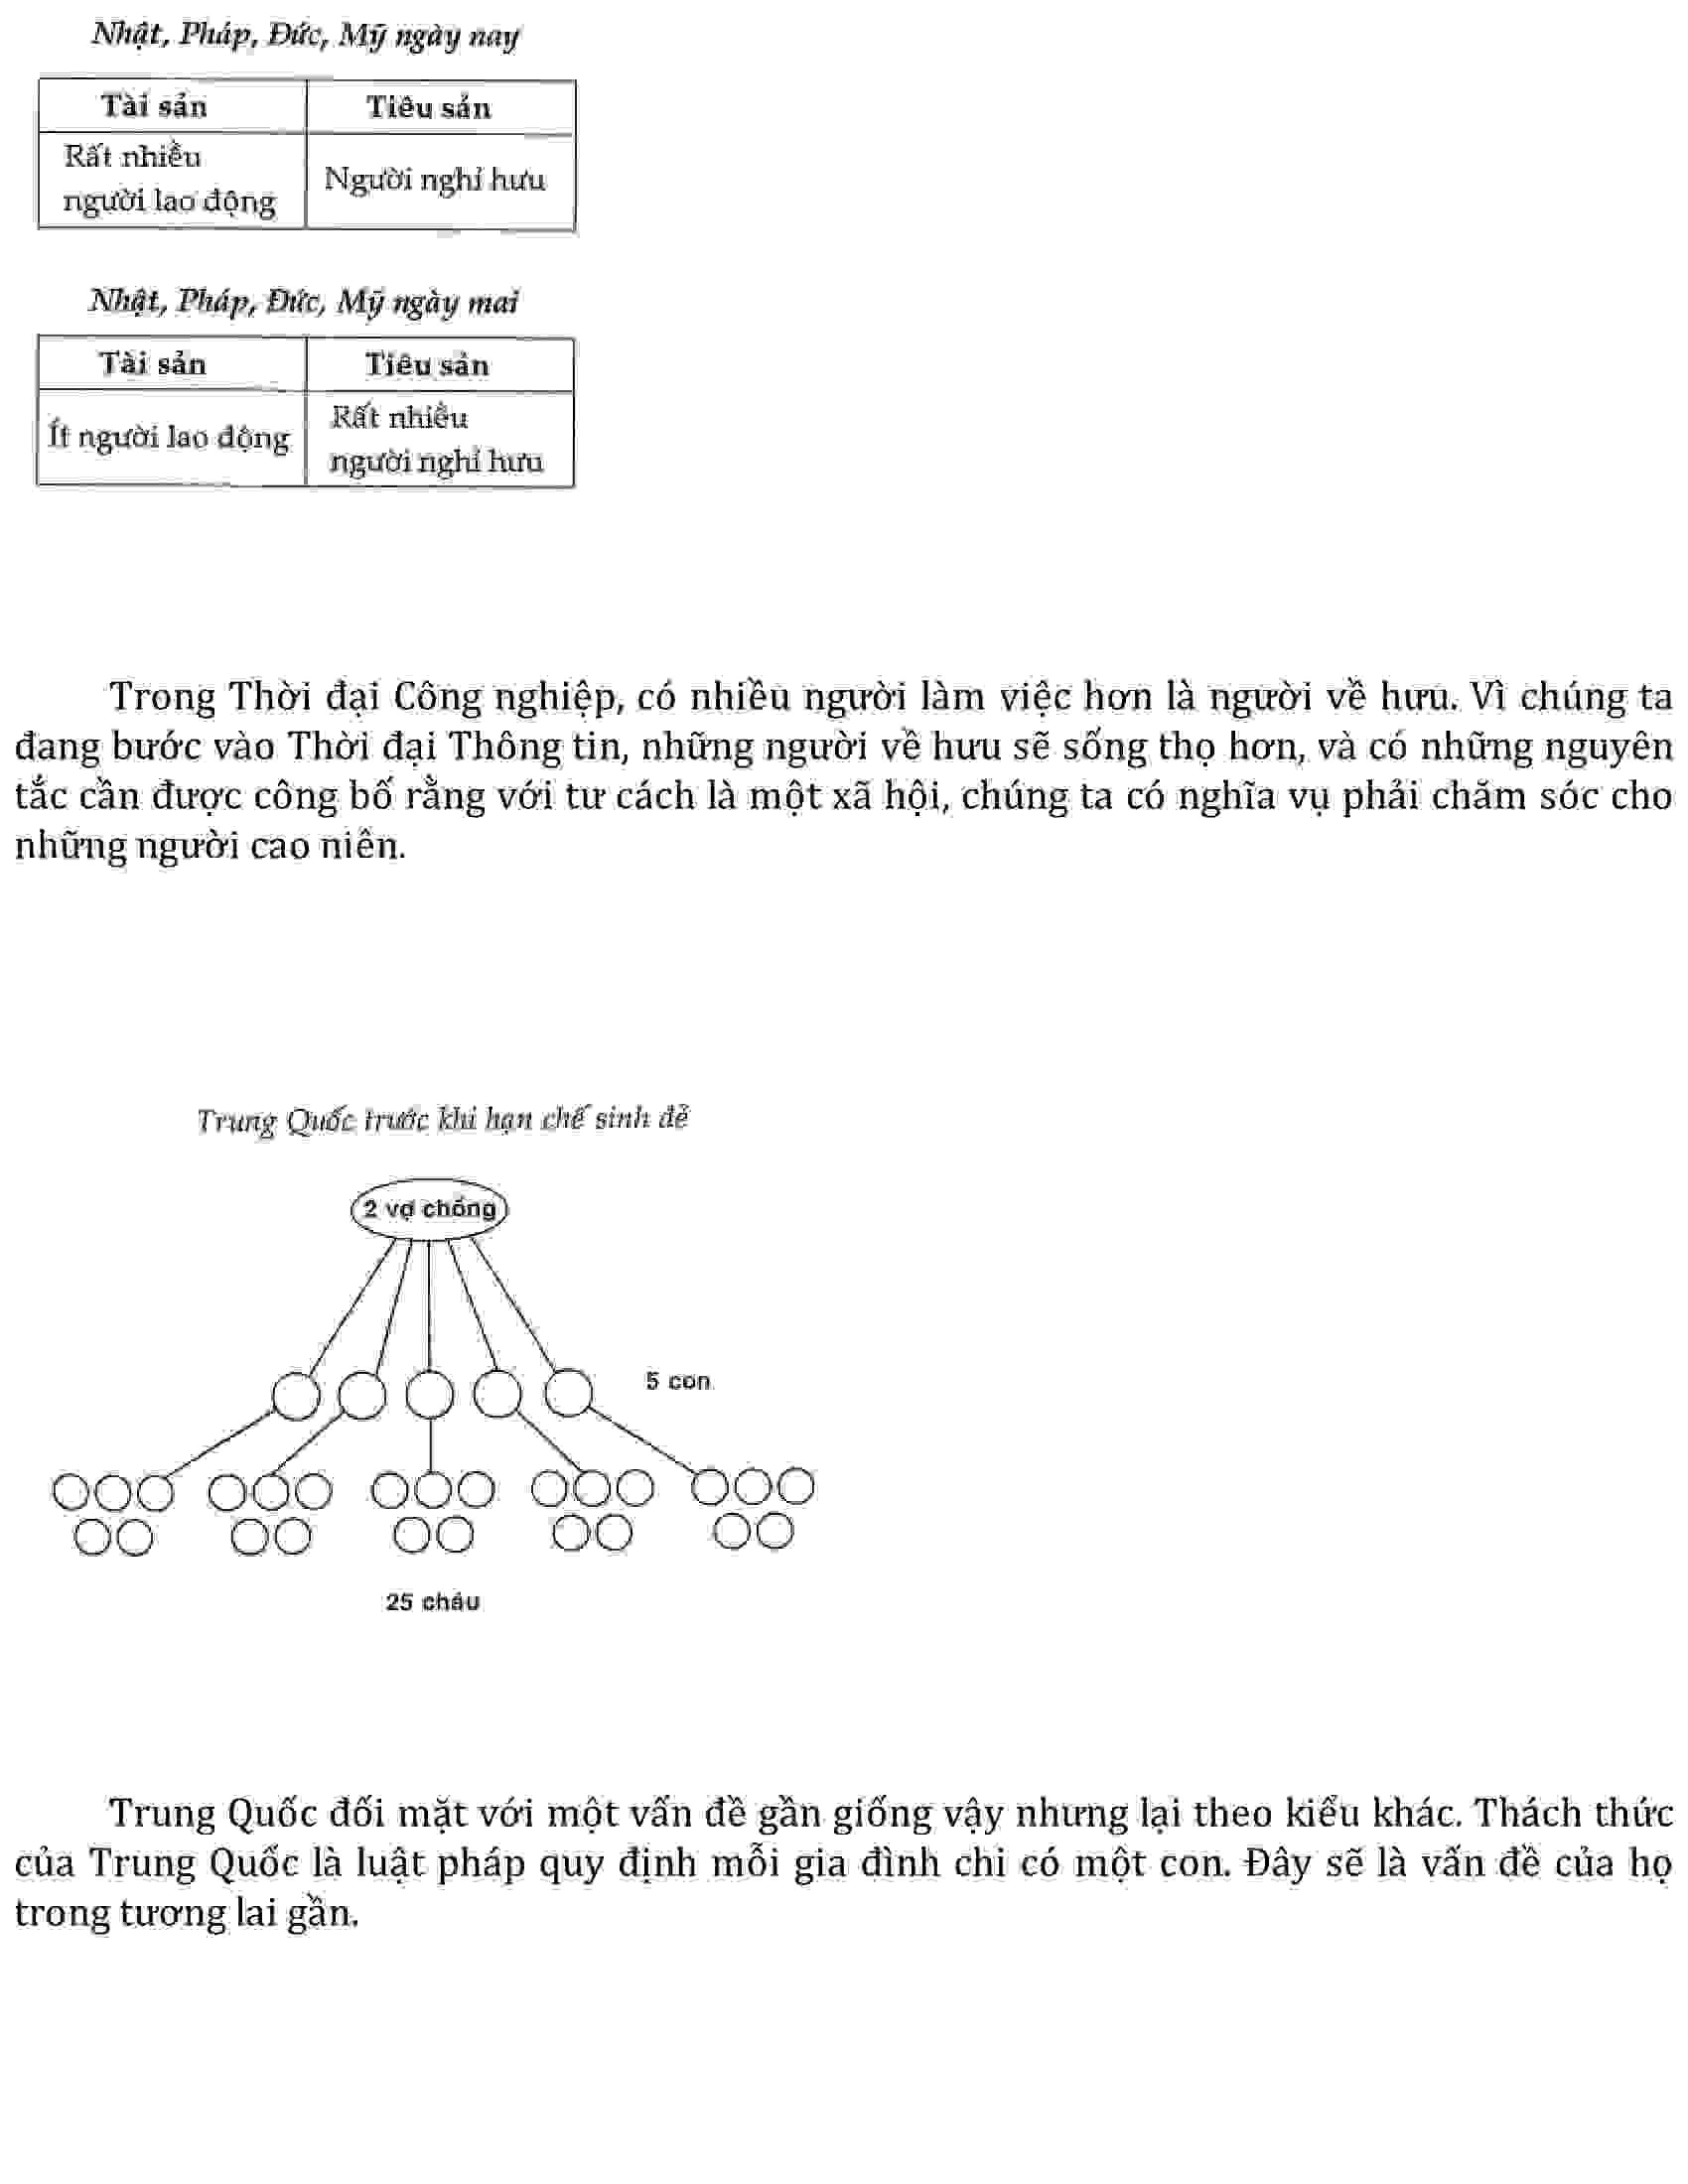 Nhật, Pháp, Đức, Mỹ ngày nay
Tài sản Tiêu sản
Rất nhiều
người lao động Người nghỉ hưu
Nhật, Pháp, Đức, Mỹ ngày mai
Tài sản Tiêu sản
Ít người lao động Rất nhiều
người nghỉ hưu
Trong Thời đại Công nghiệp, có nhiều người làm việc hơn là người về hưu. Vì chúng ta
đang bước vào Thời đại Thông tin, những người về hưu sẽ sống thọ hơn, và có những nguyên
tắc cần được công bố rằng với tư cách là một xã hội, chúng ta có nghĩa vụ phải chăm sóc cho
những người cao niên.
Trung Quốc trước khi hạn chế sinh đẻ
2 vợ chồng
5 con
25 cháu
Trung Quốc đối mặt với một vấn đề gần giống vậy nhưng lại theo kiểu khác. Thách thức
của Trung Quốc là luật pháp quy định mỗi gia đình chi có một con. Đây sẽ là vấn đề của họ
trong tương lai gần.